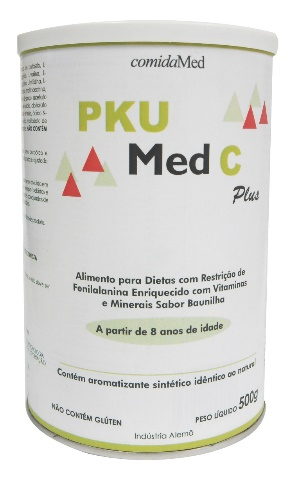 comidaMed
PKU
Med C
Plus
Alimento para Dietas com Restrição de
Fenilalanina Enriquecido com Vitaminas
e Minerais Sabor Baunilha
A partir de 8 anos de idade
Contém aromatizante sintético idêntico ao natural
NÃO CONTÉM GLÚTEN
PESO LÍQUIDO 500g
Indústria Alemã